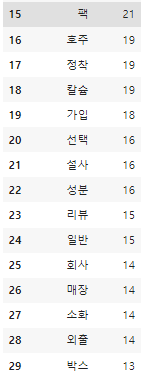 15 팩 21
16 호주 19
17 정착 19
18 칼슘 19
19 가입 18
20 선택 16
21 설사 16
22 성분 16
23 리뷰 15
24 일반 15
25 회사 14
26 매장 14
27 소화 14
28 외출 14
29 박스 13